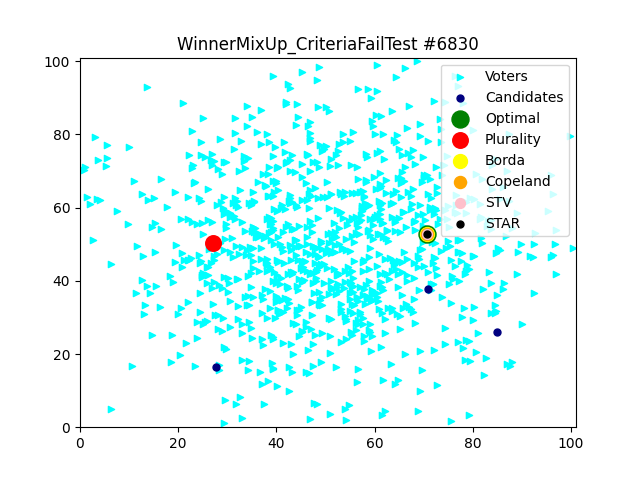 WinnerMixUp_CriteriaFailTest #6830
100
80
60
40
20
0
0 20 40 60 80 100
Voters
Candidates
Optimal
Plurality
Borda
Copeland
STV
STAR